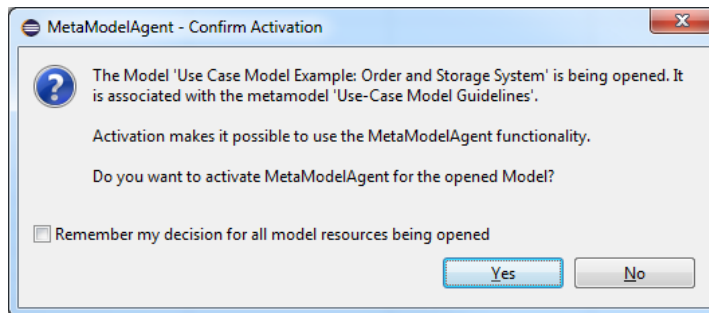 MetaModelAgent - Confirm Activation
The Model 'Use Case Model Example: Order and Storage System' is being opened. It
is associated with the metamodel 'Use-Case Model Guidelines'.
Activation makes it possible to use the MetaModelAgent functionality.
Do you want to activate MetaModelAgent for the opened Model?
Remember my decision for all model resources being opened
Yes
No